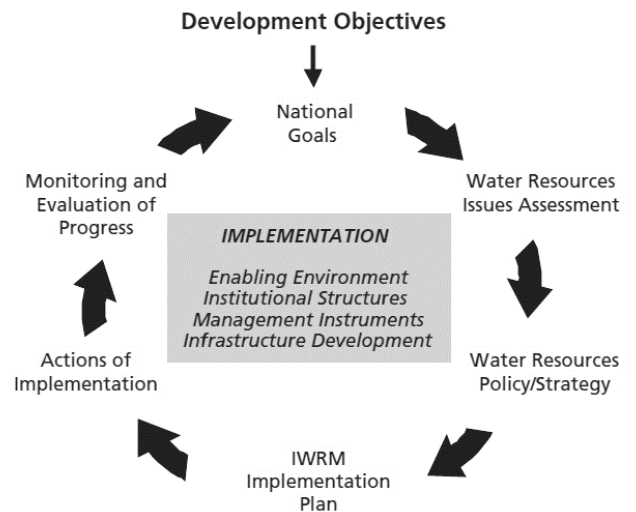 Development Objectives
National
Goals
Water Resources
Issues Assessment
Water Resources
Policy/Strategy
IWRM
Implementation
Plan
Actions of
Implementation
Monitoring and
Evaluation of
Progress
IMPLEMENTATION
Enabling Environment
Institutional Structures
Management Instruments
Infrastructure Development